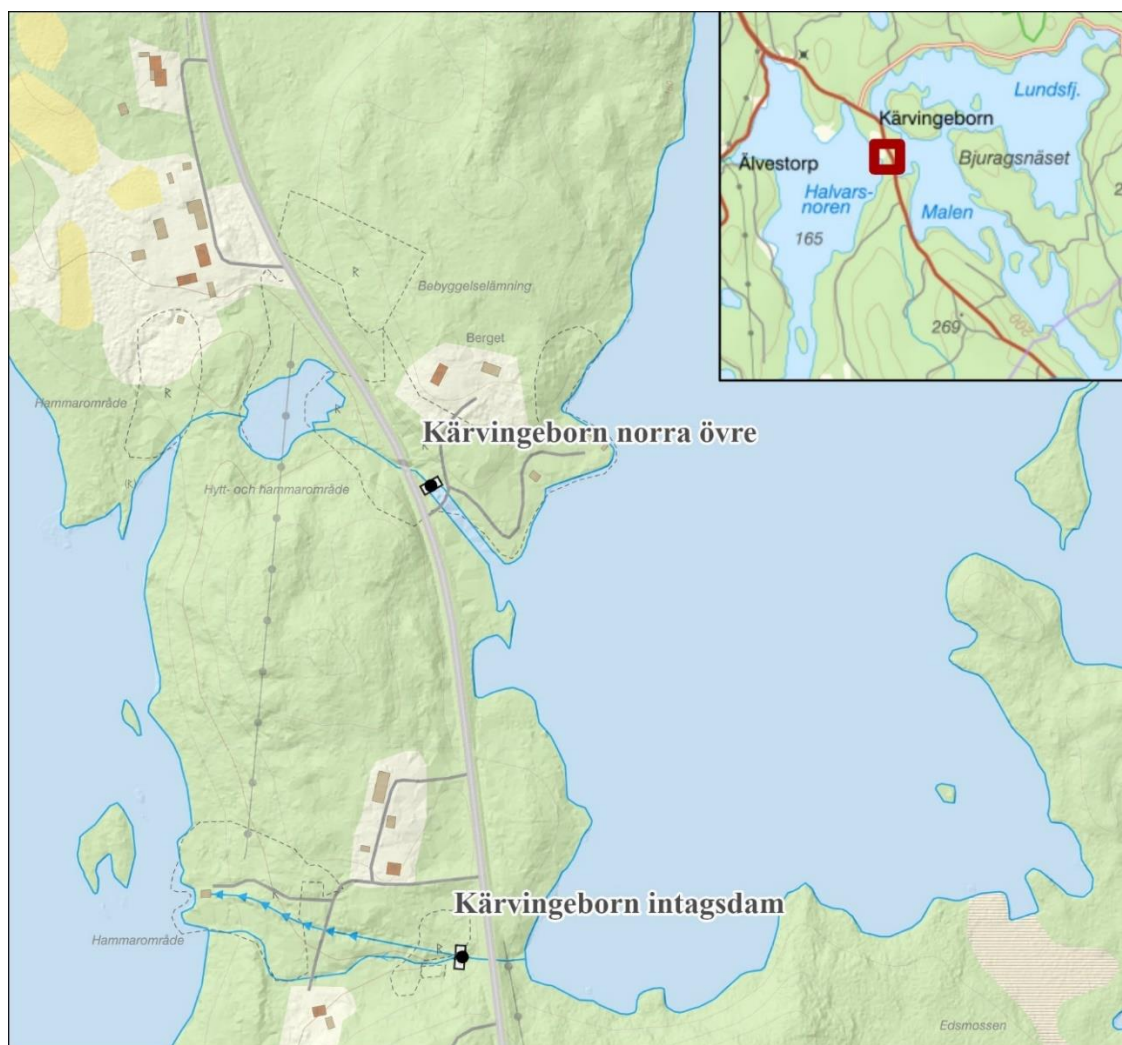 Lundsfj.
Kärvingeborn
Bjuragsnäset
Älvestorp
Halvars-
noren
Malen
165
269
200
Bebyggelselämning
R
Berget
Hammarområde
R
R
Kärvingeborn norra övre
(R)
Hytt- och hammarområde
Kärvingeborn intagsdam
R
R
Hammarområde
Edsmossen